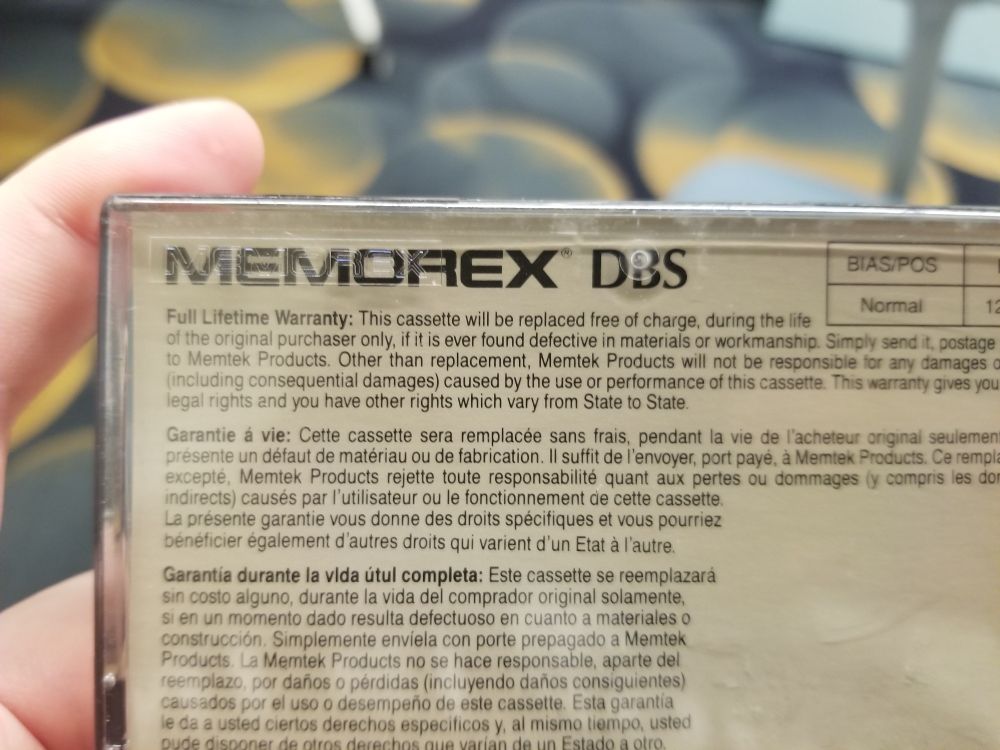 MEMOREX® DBS
BIAS/POS
Normal
12
Full Lifetime Warranty: This cassette will be replaced free of charge, during the life
of the original purchaser only, if it is ever found defective in materials or workmanship. Simply send it, postage
to Memtek Products. Other than replacement, Memtek Products will not be responsible for any damages
(including consequential damages) caused by the use or performance of this cassette. This warranty gives you
legal rights and you have other rights which vary from State to State.
Garantie á vie: Cette cassette sera remplacée sans frais, pendant la vie de l'acheteur original seulement
présente un défaut de matériau ou de fabrication. Il suffit de l'envoyer, port payé, à Memtek Products. Ce
excepté, Memtek Products rejette toute responsabilité quant aux pertes ou dommages (y compris les
indirects) causés par l'utilisateur ou le fonctionnement de cette cassette.
La présente garantie vous donne des droits spécifiques et vous pourriez
bénéficier également d'autres droits qui varient d'un Etat à l'autre.
Garantía durante la vida útul completa: Este cassette se reemplazará
sin costo alguno, durante la vida del comprador original solamente,
si en un momento dado resulta defectuoso en cuanto a materiales o
construcción. Simplemente envíela con porte prepagado a Memtek
Products. La Memtek Products no se hace responsable, aparte del
reemplazo, por daños o pérdidas (incluyendo daños consiguientes)
causados por el uso o desempeño de este cassette. Esta garantía
le da a usted ciertos derechos especificos y, al mismo tiempo, usted
pude disponer de otros derechos que varían de un Estado a otro.